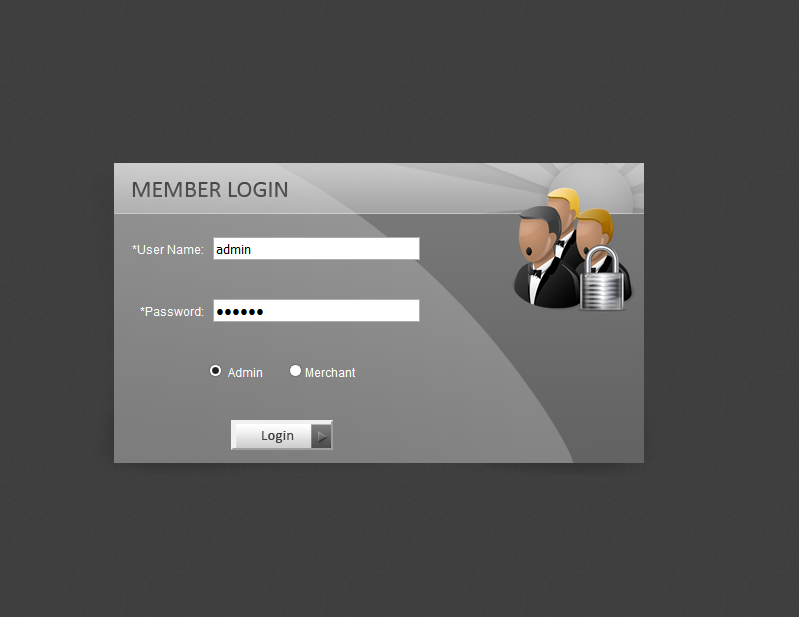 MEMBER LOGIN
*User Name: admin
*Password: ●●●●●●
Admin Merchant
Login